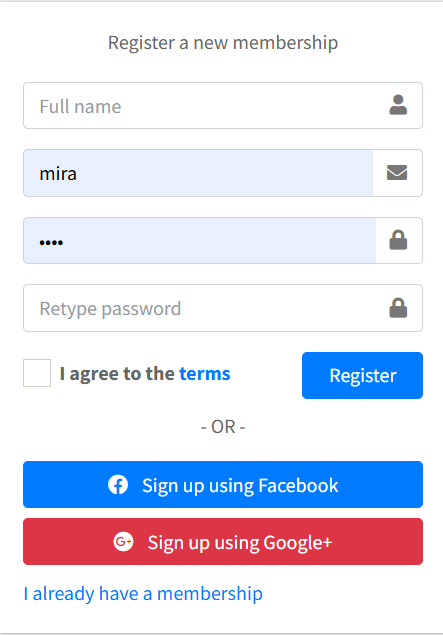 Register a new membership
Full name
mira
••••
Retype password
I agree to the terms
Register
- OR -
Sign up using Facebook
Sign up using Google+
I already have a membership